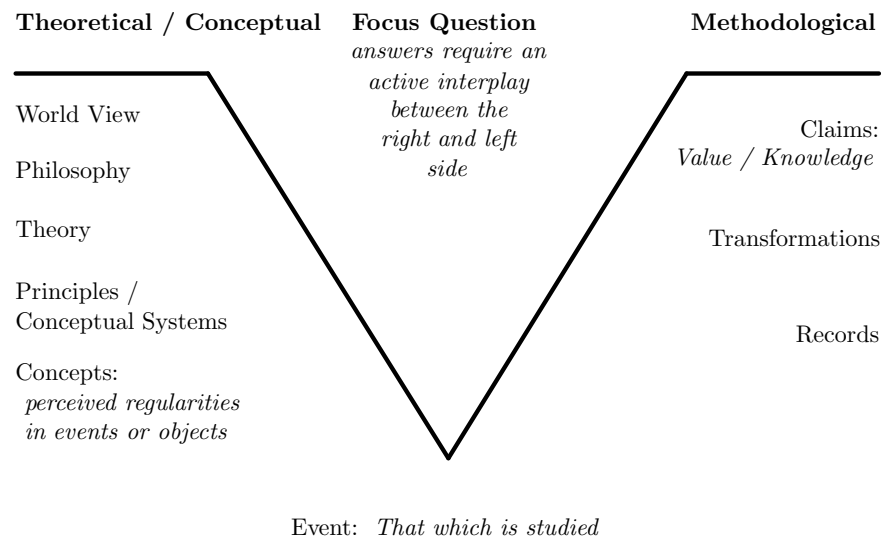 Theoretical / Conceptual
World View
Philosophy
Theory
Principles /
Conceptual Systems
Concepts:
perceived regularities
in events or objects
Focus Question
answers require an
active interplay
between the
right and left
side
Methodological
Claims:
Value / Knowledge
Transformations
Records
Event: That which is studied